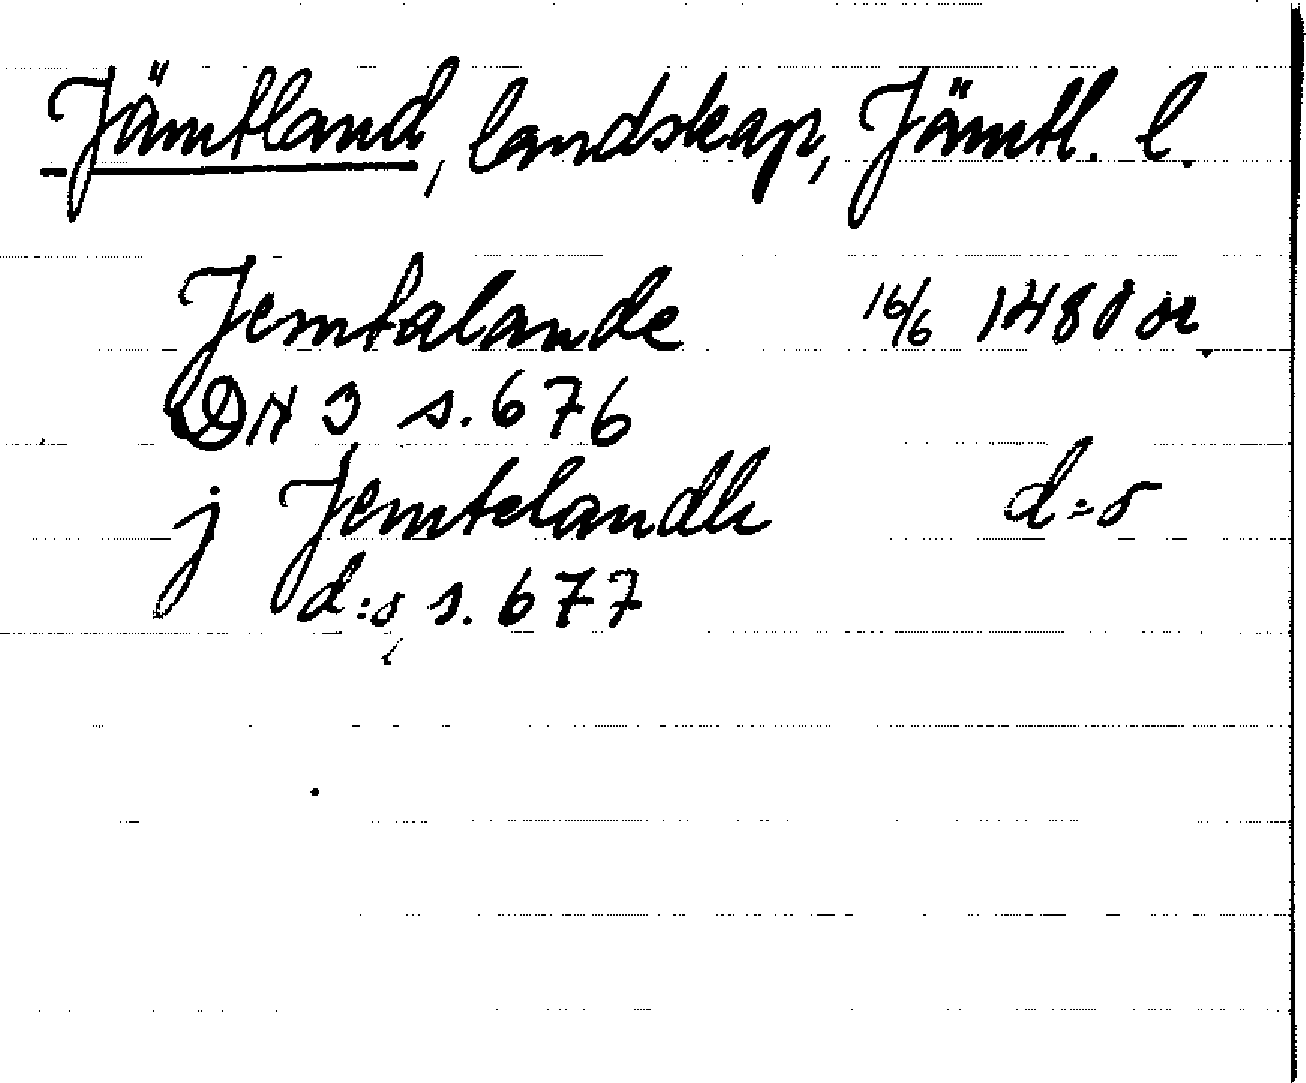 Jämtland, landskap, Jämtl. l.
Jemtalande 16/6 1480 or.
DN 3 s. 676
j Jemtelandh d:o
d:o s. 677